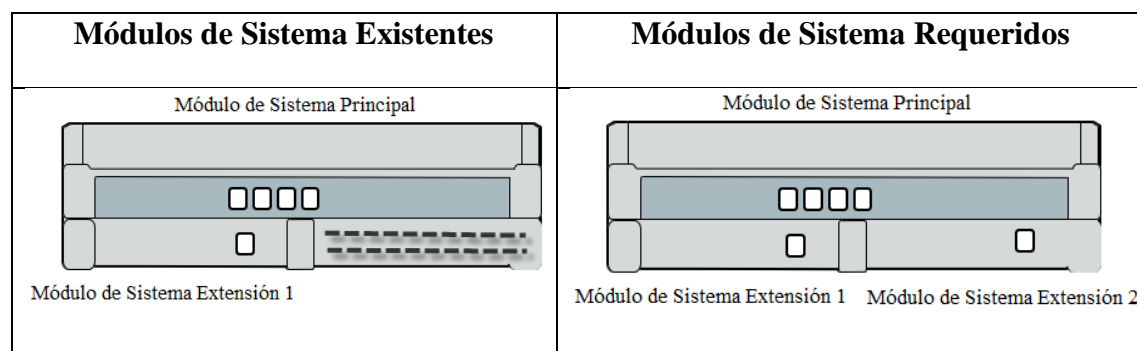 Módulos de Sistema Existentes
Módulos de Sistema Requeridos
Módulo de Sistema Principal
Módulo de Sistema Principal
Módulo de Sistema Extensión 1
Módulo de Sistema Extensión 1
Módulo de Sistema Extensión 2